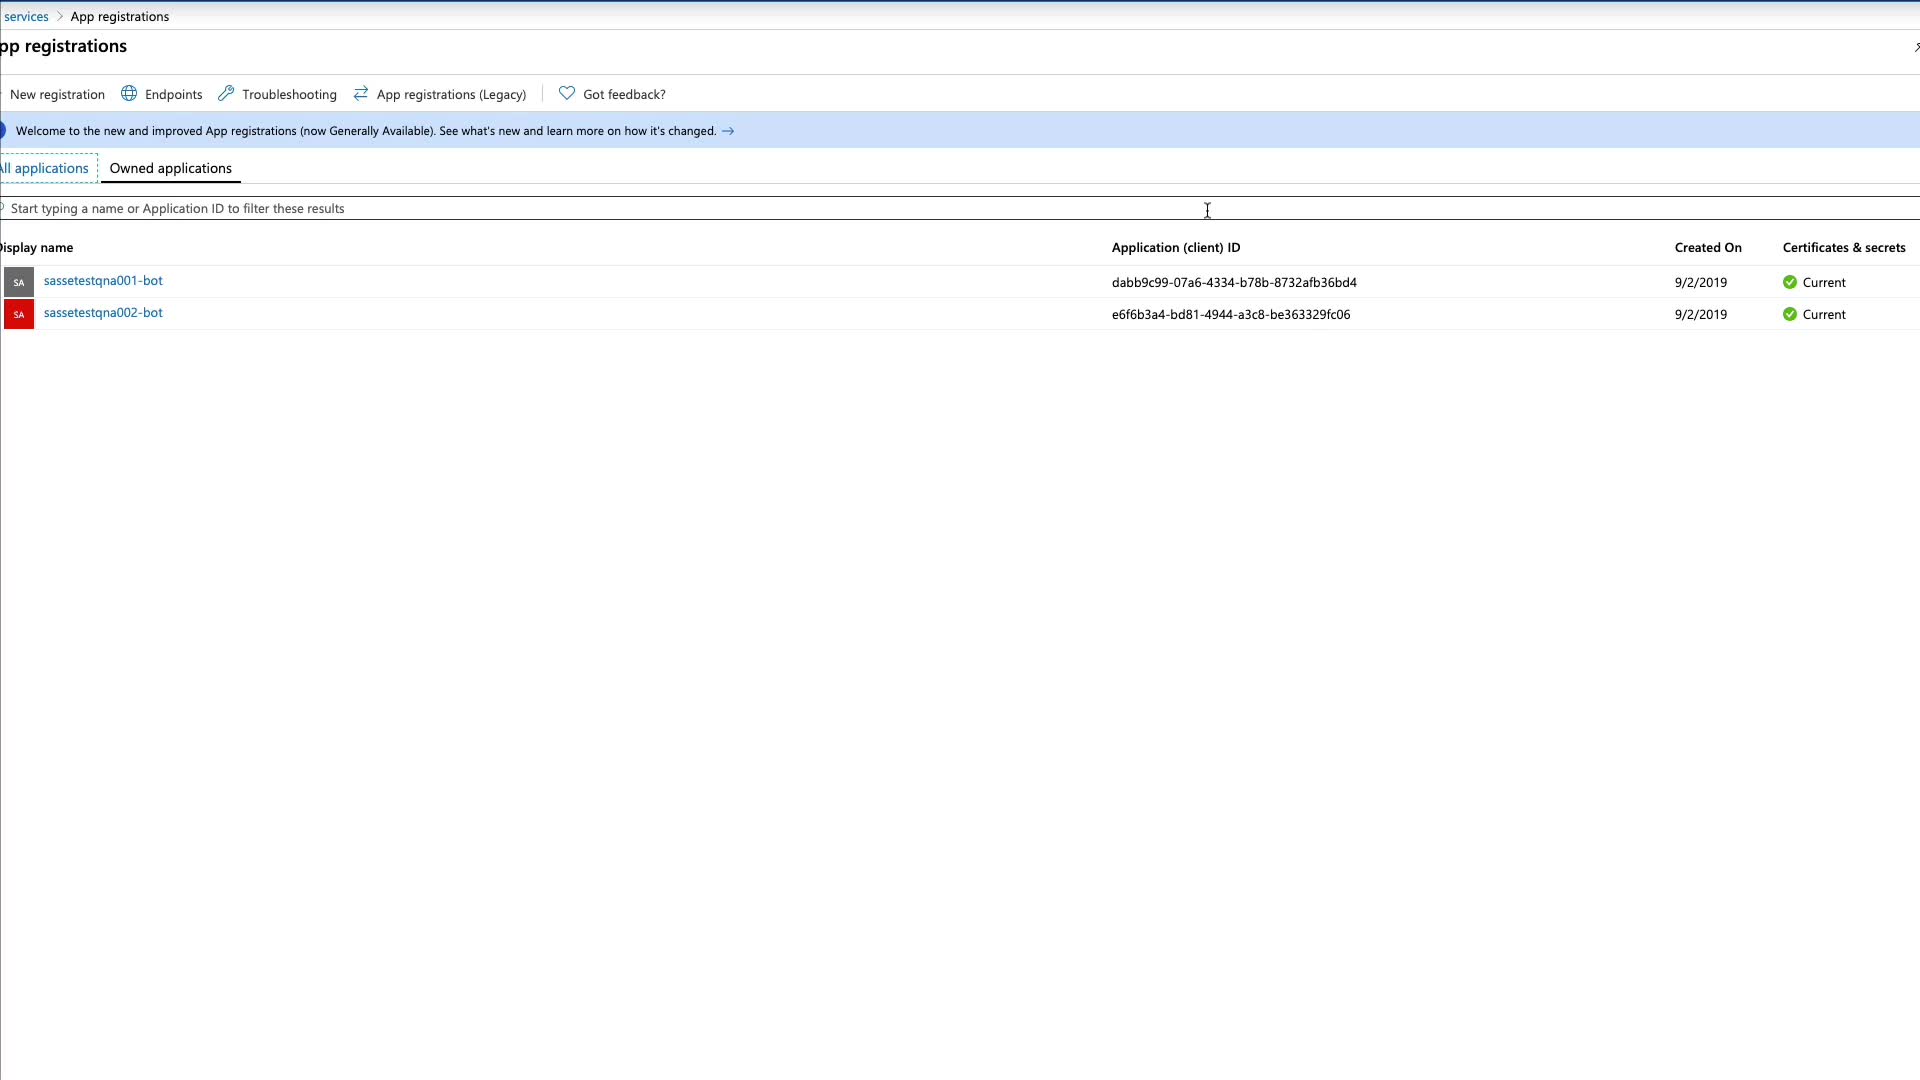 services > App registrations
pp registrations
New registration Endpoints Troubleshooting App registrations (Legacy) Got feedback?
Welcome to the new and improved App registrations (now Generally Available). See what's new and learn more on how it's changed. →
All applications Owned applications
Start typing a name or Application ID to filter these results
Display name Application (client) ID Created On Certificates & secrets
SA sassetestqna001-bot dabb9c99-07a6-4334-b78b-8732afb36bd4 9/2/2019 Current
SA sassetestqna002-bot e6f6b3a4-bd81-4944-a3c8-be363329fc06 9/2/2019 Current